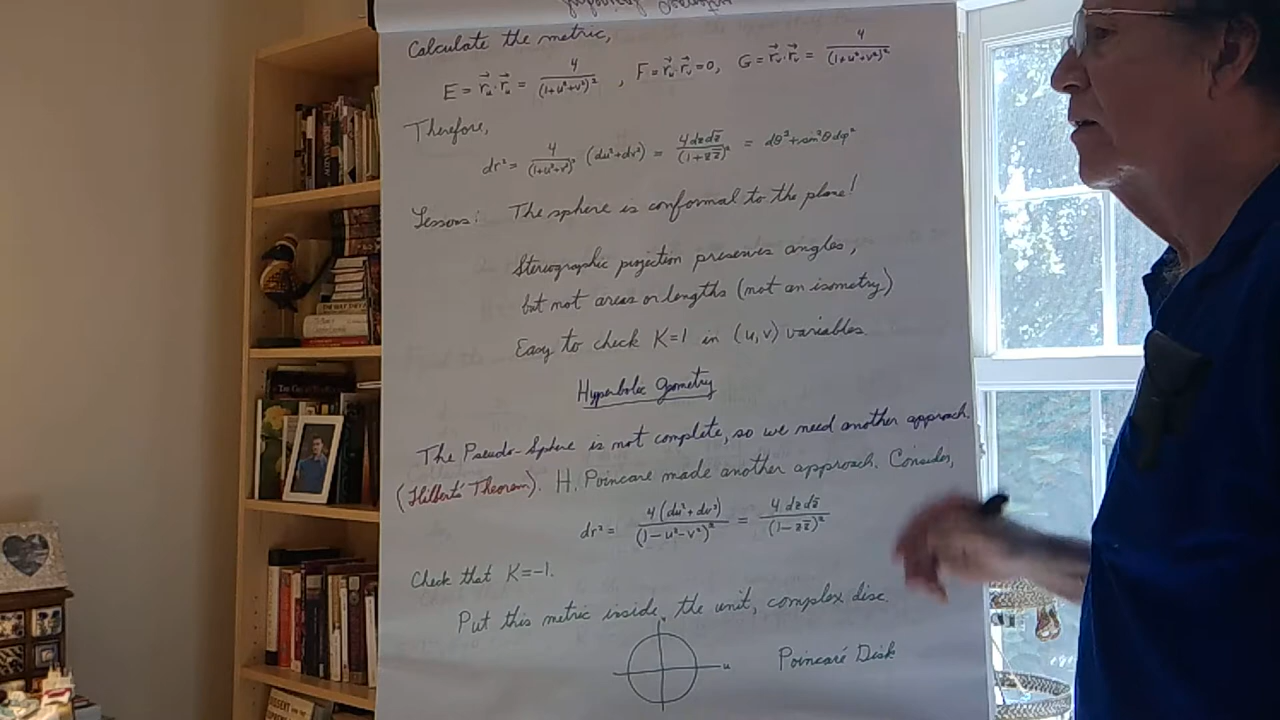 Calculate the metric,
E = r⃗ᵤ·r⃗ᵤ = 4/(1+u²+v²)² , F = r⃗ᵤ·r⃗ᵥ = 0, G = r⃗ᵥ·r⃗ᵥ = 4/(1+u²+v²)²
Therefore,
dr² = 4/(1+u²+v²)² (du²+dv²) = 4dzdz̄/(1+zz̄)² = dθ²+sin²θdφ²
Lessons: The sphere is conformal to the plane!
Stereographic projection preserves angles,
but not areas or lengths (not an isometry)
Easy to check K=1 in (u,v) variables.
Hyperbolic Geometry
The Pseudo-Sphere is not complete, so we need another approach.
(Hilbert's Theorem). H. Poincare made another approach. Consider,
dr² = 4(du²+dv²)/(1-u²-v²)² = 4 dzdz̄/(1-zz̄)²
Check that K=-1.
Put this metric inside the unit, complex disc.
u
Poincaré Disk